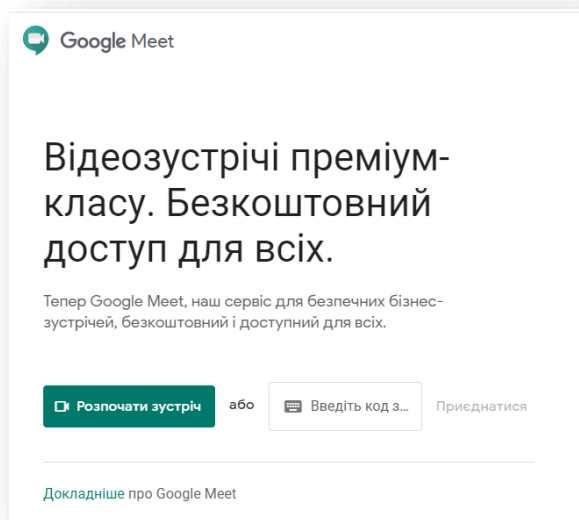 Google Meet
Відеозустрічі преміум-
класу. Безкоштовний
доступ для всіх.
Тепер Google Meet, наш сервіс для безпечних бізнес-
зустрічей, безкоштовний і доступний для всіх.
Розпочати зустріч або Введіть код з... Приєднатися
Докладніше про Google Meet